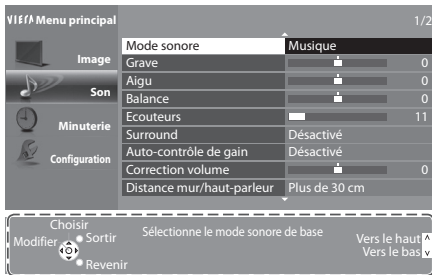 VIErA Menu principal
1/2
Image
Son
Minuterie
Configuration
Mode sonore Musique
Grave 0
Aigu 0
Balance 0
Ecouteurs 11
Surround Désactivé
Auto-contrôle de gain Désactivé
Correction volume 0
Distance mur/haut-parleur Plus de 30 cm
Choisir
Modifier Sortir
Revenir
Sélectionne le mode sonore de base
Vers le haut
Vers le bas